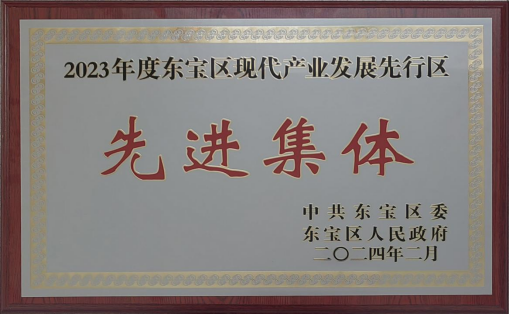 2023年度东宝区现代产业发展先行区
先进集体
中共东宝区委
东宝区人民政府
二〇二四年二月